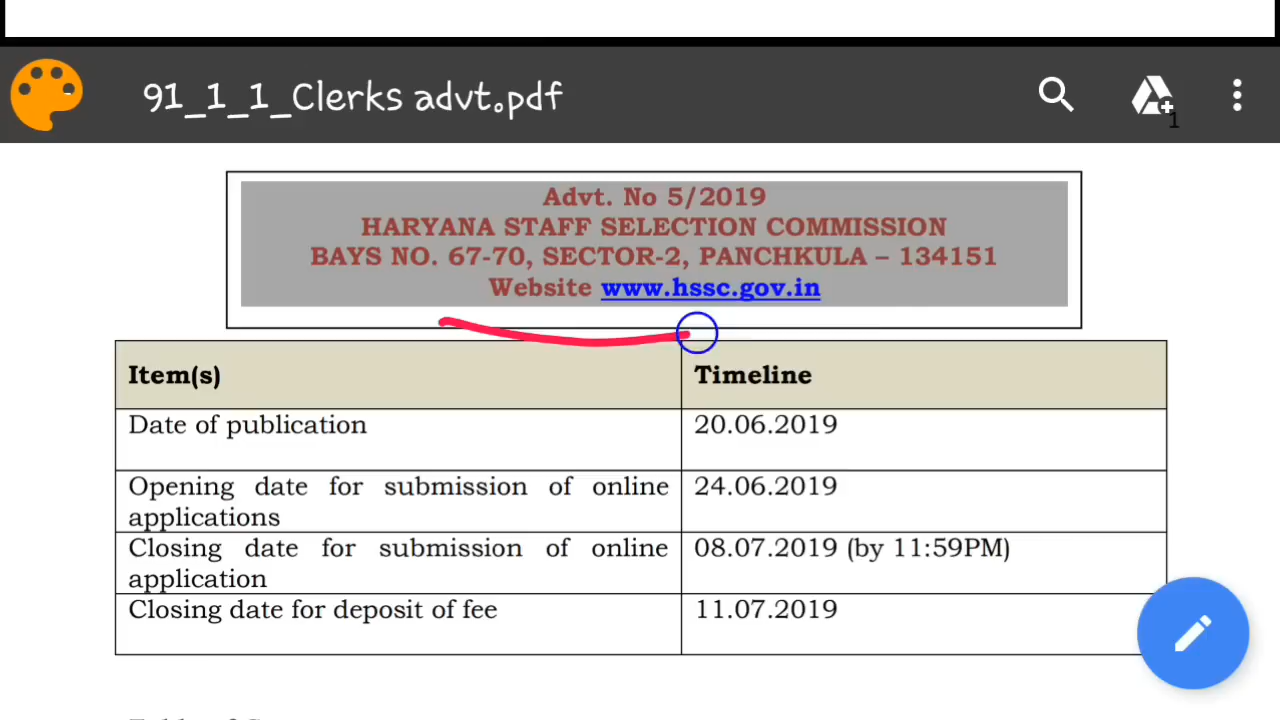 91_1_1_Clerks advt.pdf
1
Advt. No 5/2019
HARYANA STAFF SELECTION COMMISSION
BAYS NO. 67-70, SECTOR-2, PANCHKULA – 134151
Website www.hssc.gov.in
Item(s) Timeline
Date of publication 20.06.2019
Opening date for submission of online 24.06.2019
applications
Closing date for submission of online 08.07.2019 (by 11:59PM)
application
Closing date for deposit of fee 11.07.2019